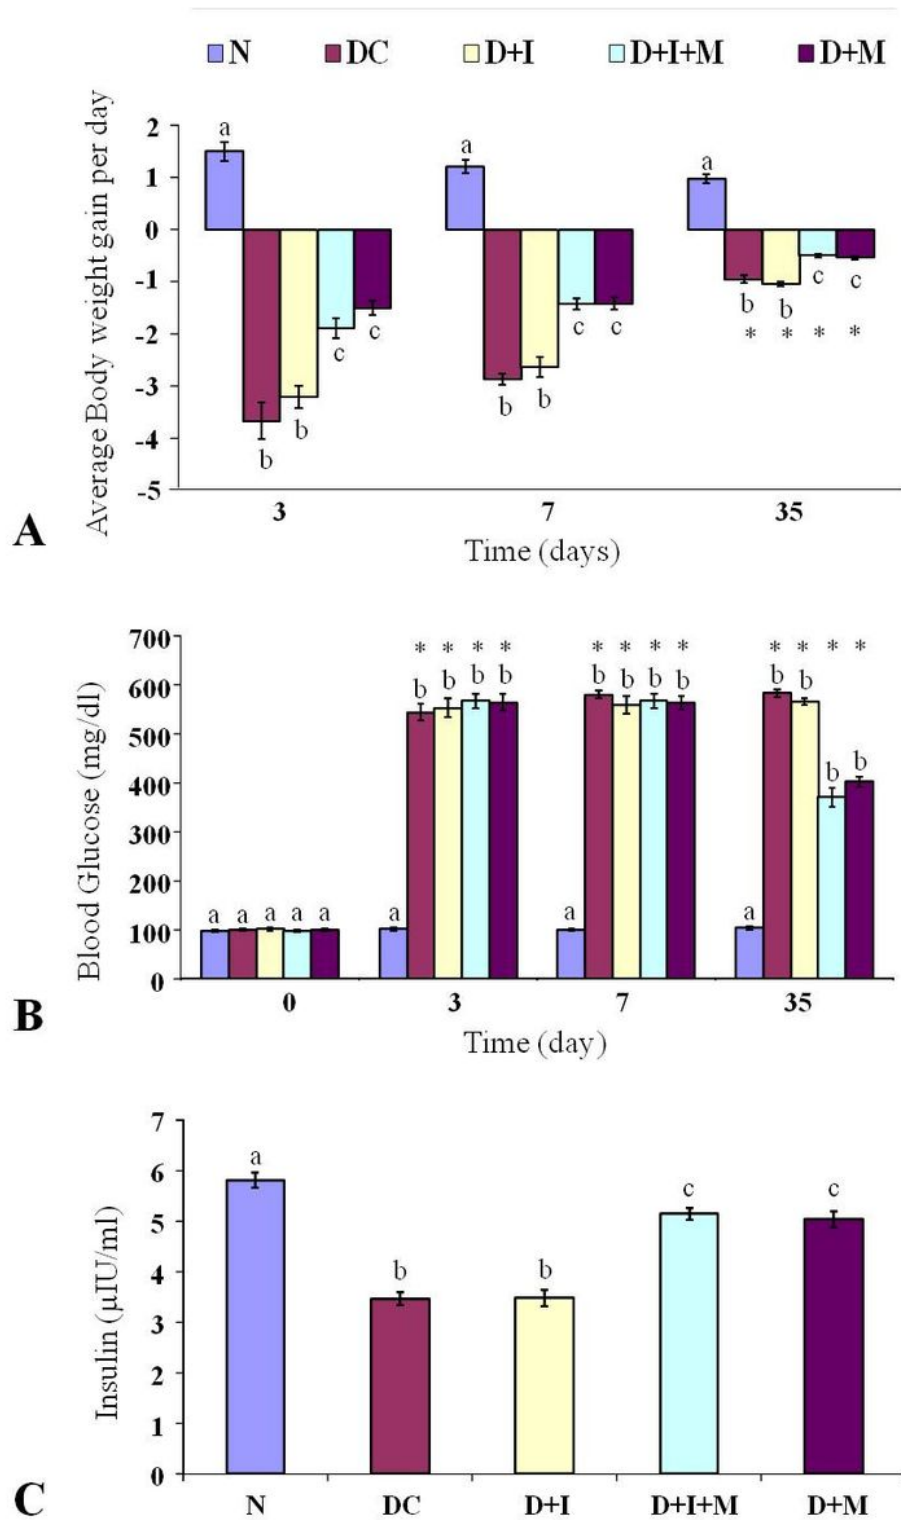 N DC D+I D+I+M D+M
Average Body weight gain per day
2
1
0
-1
-2
-3
-4
-5
a a a
b b c c
b b c c
b b c c
* * * *
3 7 35
Time (days)
A
Blood Glucose (mg/dl)
700
600
500
400
300
200
100
0
* * * * * * * * * * * *
b b b b b b b b b b b b
a a a a a a a a
0 3 7 35
Time (day)
B
Insulin (µIU/ml)
7
6
5
4
3
2
1
0
a b b c c
N DC D+I D+I+M D+M
C